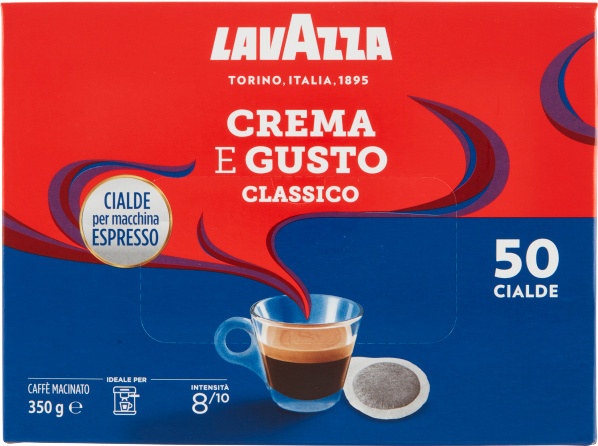 LAVAZZA
TORINO, ITALIA, 1895
CREMA
E GUSTO
CLASSICO
CIALDE
per macchina
ESPRESSO
50
CIALDE
CAFFÈ MACINATO
350 g ℮
IDEALE PER
INTENSITÀ
8/10